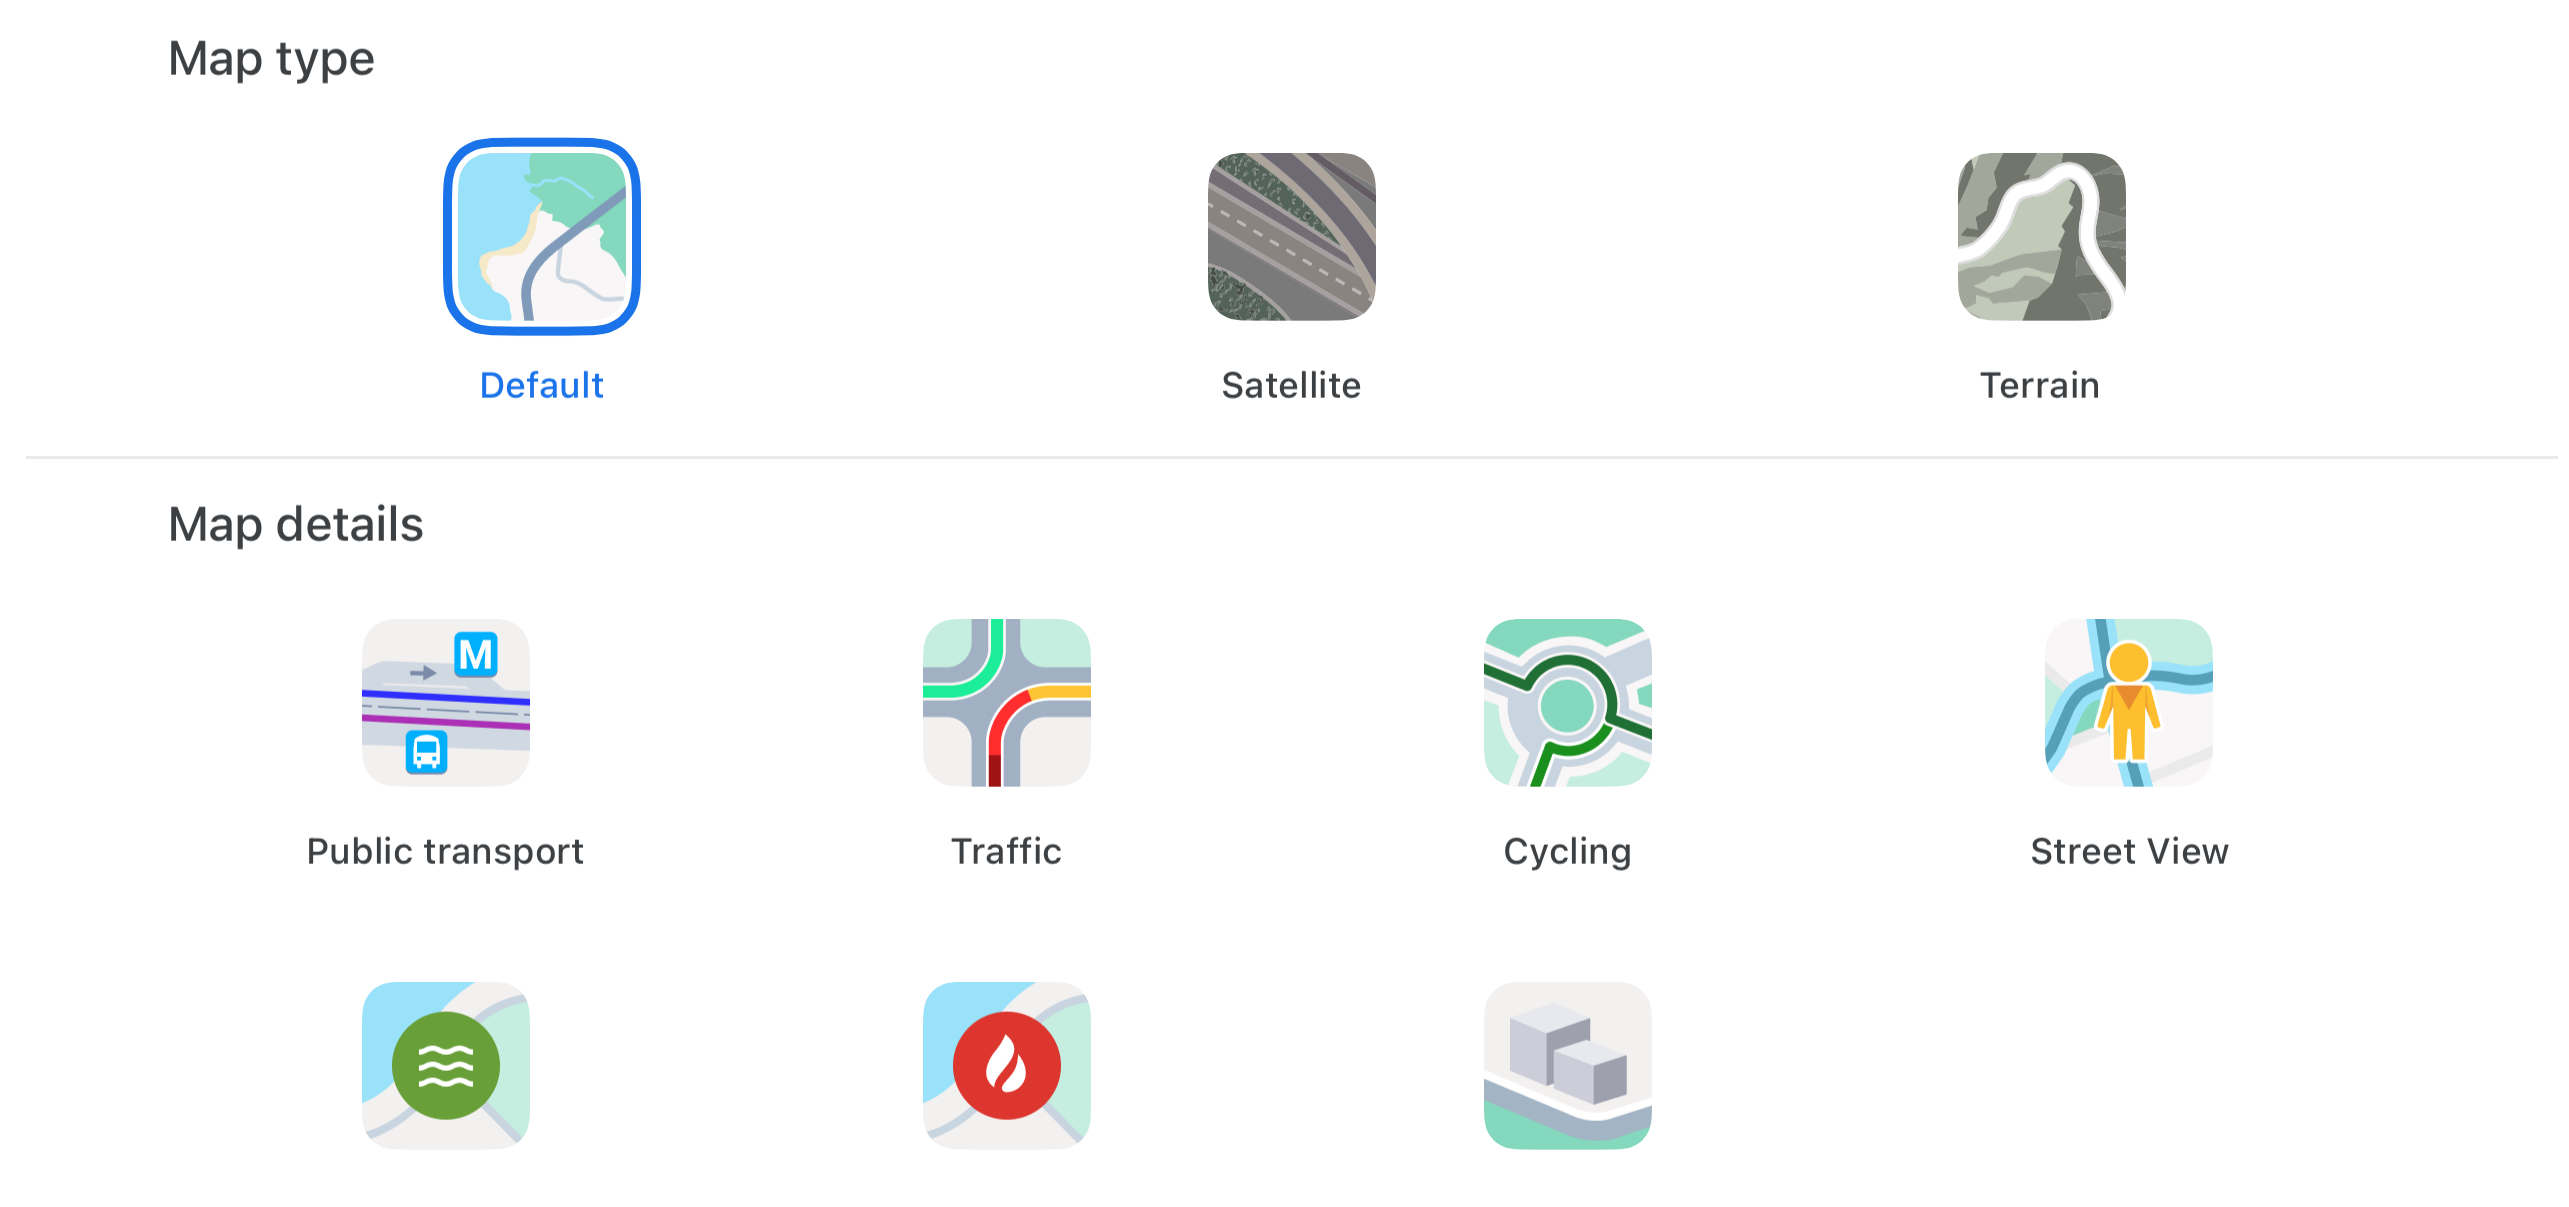 Map type
Default
Satellite
Terrain
Map details
M
Public transport
Traffic
Cycling
Street View